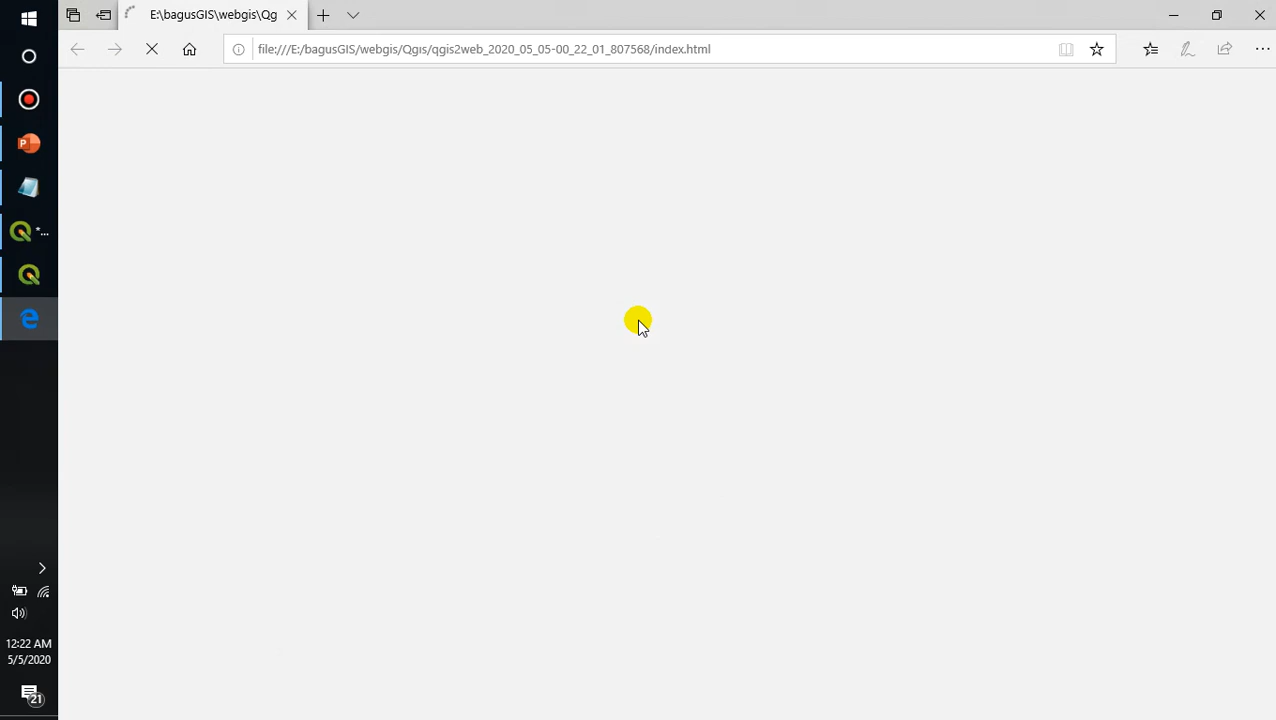 E:\bagusGIS\webgis\Qg
file:///E:/bagusGIS/webgis/Qgis/qgis2web_2020_05_05-00_22_01_807568/index.html
P
*...
12:22 AM
5/5/2020
21